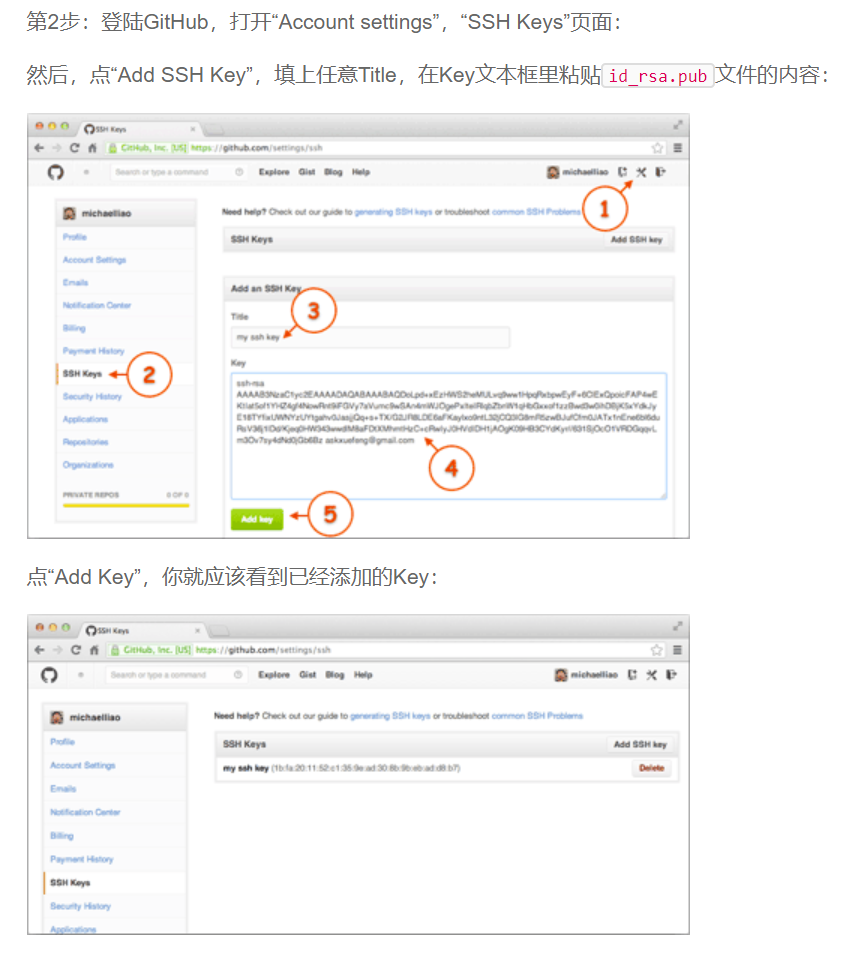 第2步：登陆GitHub，打开“Account settings”，“SSH Keys”页面：
然后，点“Add SSH Key”，填上任意Title，在Key文本框里粘贴id_rsa.pub文件的内容：
SSH Keys
GitHub, Inc. [US] https://github.com/settings/ssh
Search or type a command
Explore Gist Blog Help
michaelliao
1
michaelliao
Profile
Account Settings
Emails
Notification Center
Billing
Payment History
SSH Keys
2
Security History
Applications
Repositories
Organizations
PRIVATE REPOS 0 OF 0
Need help? Check out our guide to generating SSH keys or troubleshoot common SSH Problems
SSH Keys
Add SSH key
Add an SSH Key
Title
3
my ssh key
Key
ssh-rsa
askxuefeng@gmail.com
4
Add key
5
点“Add Key”，你就应该看到已经添加的Key：
SSH Keys
GitHub, Inc. [US] https://github.com/settings/ssh
Search or type a command
Explore Gist Blog Help
michaelliao
michaelliao
Profile
Account Settings
Emails
Notification Center
Billing
Payment History
SSH Keys
Security History
Applications
Need help? Check out our guide to generating SSH keys or troubleshoot common SSH Problems
SSH Keys
Add SSH key
my ssh key (1b:fa:20:11:52:c1:35:9e:ad:30:8b:9b:eb:ad:d8:b7)
Delete